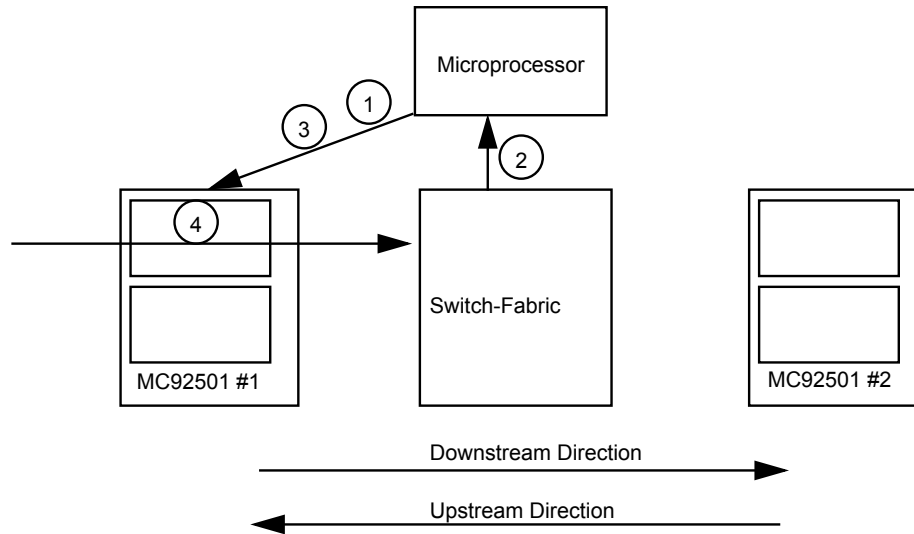 Microprocessor
1
3
2
4
Switch-Fabric
MC92501 #1
MC92501 #2
Downstream Direction
Upstream Direction